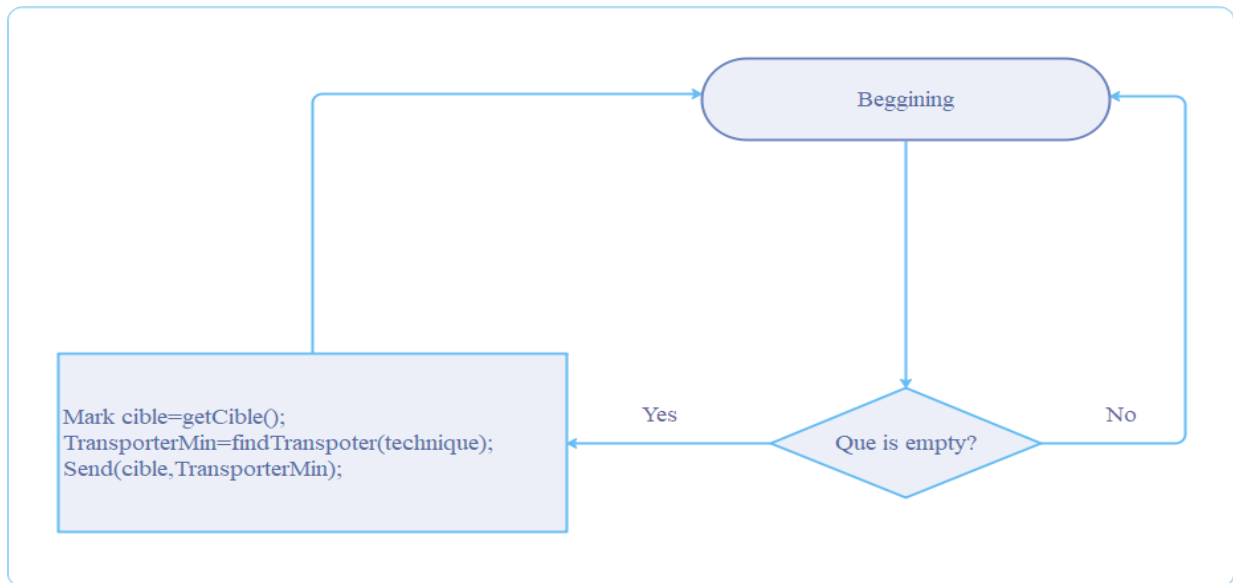 Beggining
Yes
No
Que is empty?
Mark cible=getCible();
TransporterMin=findTranspoter(technique);
Send(cible,TransporterMin);